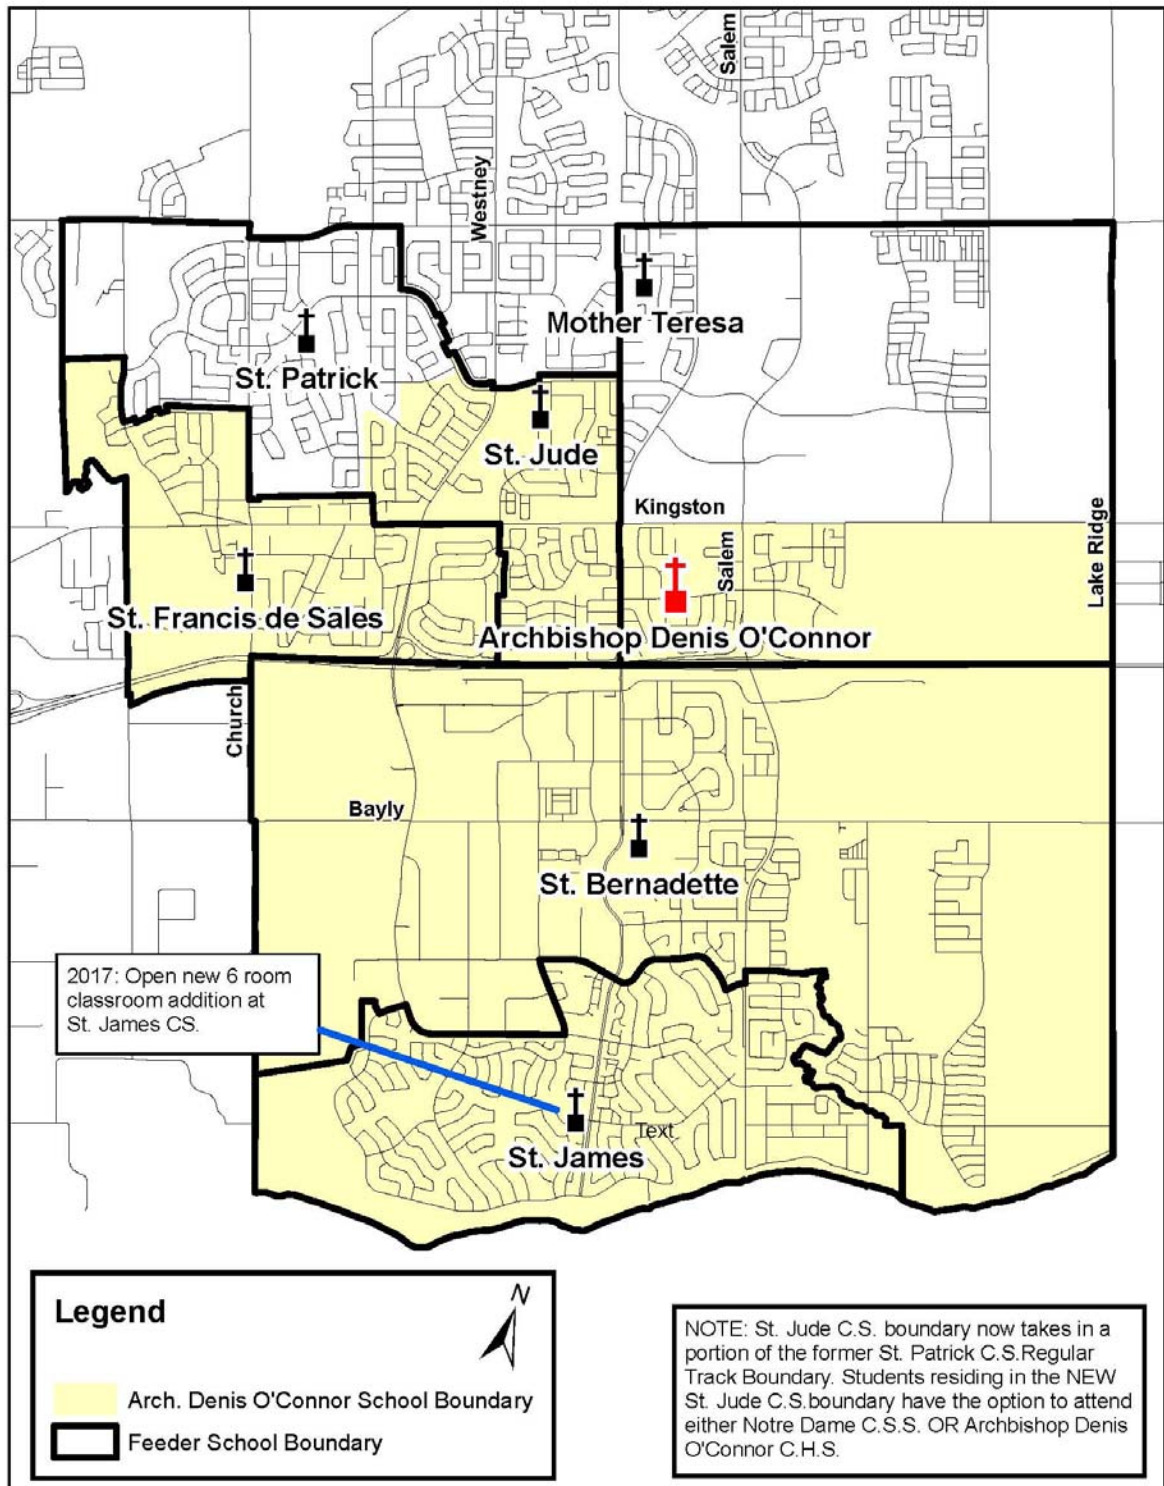 Salem
Westney
Mother Teresa
St. Patrick
St. Jude
Kingston
Lake Ridge
Salem
St. Francis de Sales
Archbishop Denis O'Connor
Church
Bayly
St. Bernadette
2017: Open new 6 room
classroom addition at
St. James CS.
Text
St. James
Legend
N
Arch. Denis O'Connor School Boundary
Feeder School Boundary
NOTE: St. Jude C.S. boundary now takes in a
portion of the former St. Patrick C.S.Regular
Track Boundary. Students residing in the NEW
St. Jude C.S.boundary have the option to attend
either Notre Dame C.S.S. OR Archbishop Denis
O'Connor C.H.S.